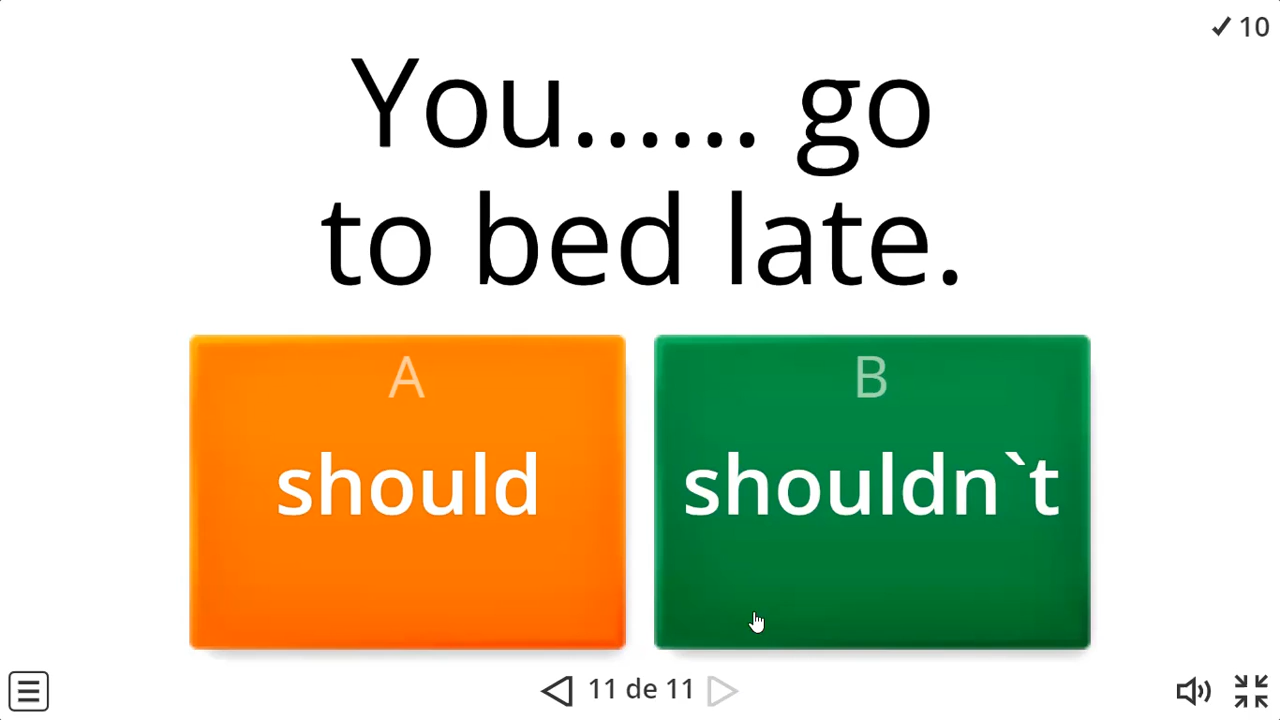 ✓ 10
You...... go
to bed late.
A
should
B
shouldn`t
11 de 11